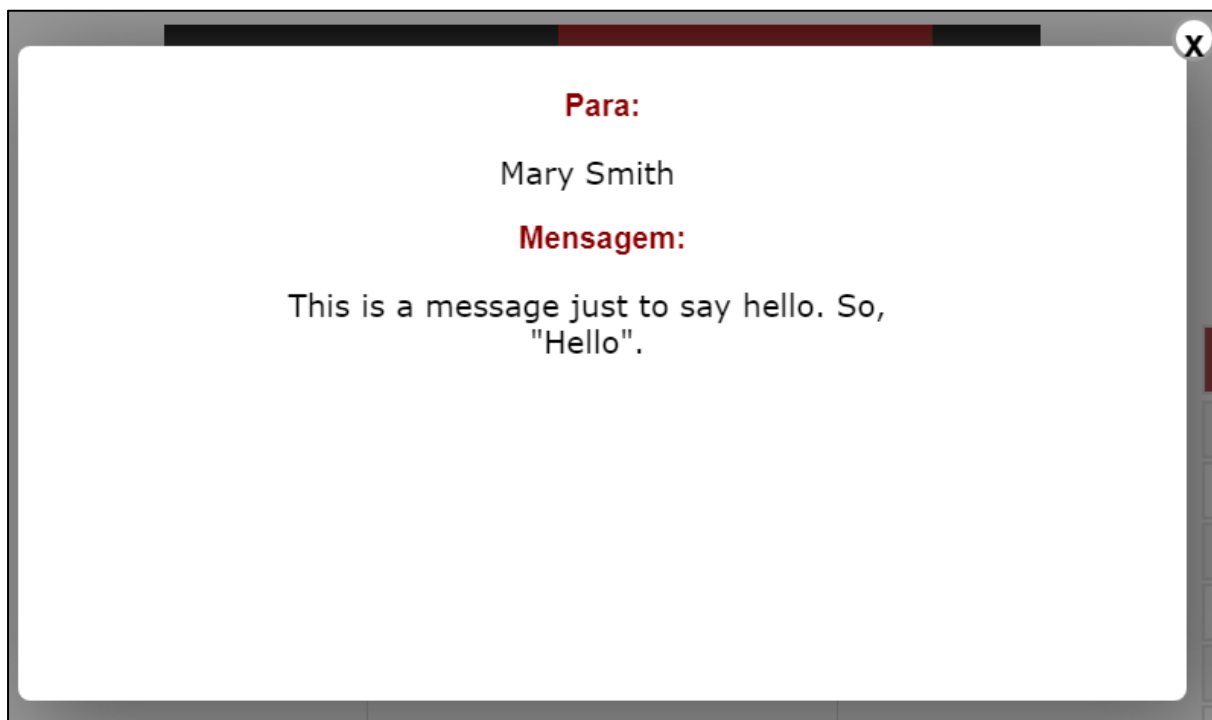 X
Para:
Mary Smith
Mensagem:
This is a message just to say hello. So,
"Hello".